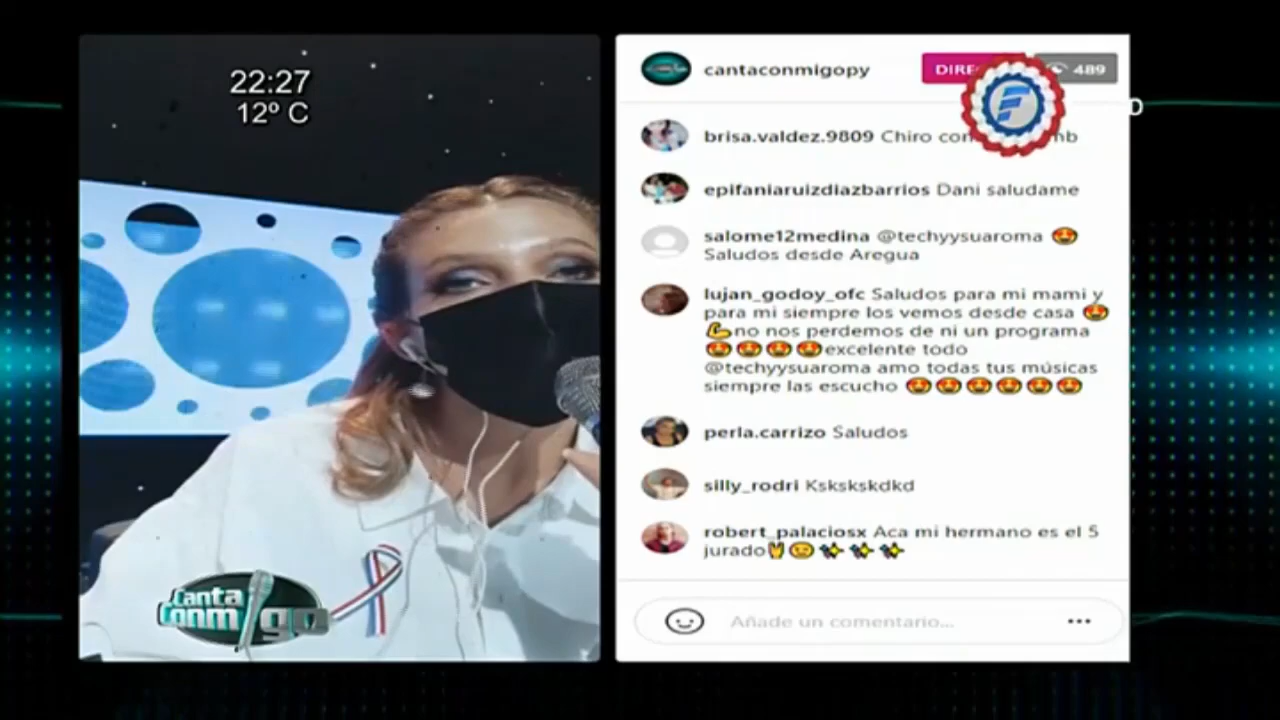 22:27
12º C
Canta
Conmigo
cantaconmigopy
489
brisa.valdez.9809 Chiro
epifaniaruizdiazbarrios Dani saludame
salome12medina @techyysuaroma 🤩
Saludos desde Aregua
lujan_godoy_ofc Saludos para mi mami y
para mi siempre los vemos desde casa 🤩
💪no nos perdemos de ni un programa
🤩🤩🤩🤩excelente todo
@techyysuaroma amo todas tus músicas
siempre las escucho 🤩🤩🤩🤩🤩🤩
perla.carrizo Saludos
silly_rodri Kskskskdkd
robert_palaciosx Aca mi hermano es el 5
jurado
Añade un comentario...